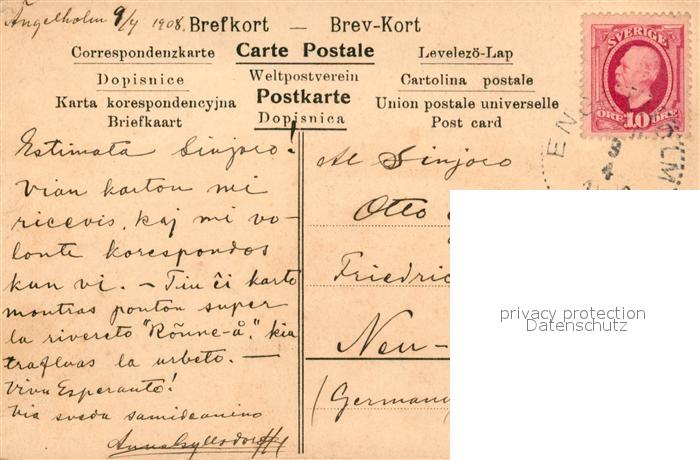 Ängelholm 9/4 1908.
Brefkort — Brev-Kort
Correspondenzkarte Carte Postale Levelező-Lap
Dopisnice Weltpostverein Cartolina postale
Karta korespondencyjna Postkarte Union postale universelle
Briefkaart Dopisnica Post card
SVERIGE
ÖRE 10 ÖRE
Estimata Sinjoro!
Vian karton mi
ricevis, kaj mi vo-
lonte korespondos
kun vi. — Tiu ĉi karto
montras ponton super
la rivereto "Rönne-å," kiu
trafluas la urbeto. —
Vivu Esperanto!
Via sveda samideanino
Al Sinjoro
Otto
Friedric
Neu-
(Germany
privacy protection
Datenschutz